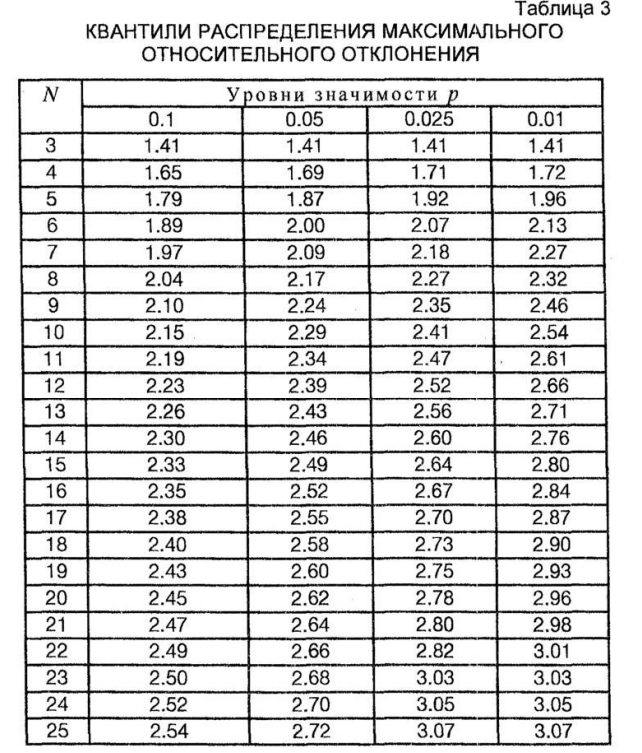 Таблица 3
КВАНТИЛИ РАСПРЕДЕЛЕНИЯ МАКСИМАЛЬНОГО
ОТНОСИТЕЛЬНОГО ОТКЛОНЕНИЯ
N Уровни значимости p
0.1 0.05 0.025 0.01
3 1.41 1.41 1.41 1.41
4 1.65 1.69 1.71 1.72
5 1.79 1.87 1.92 1.96
6 1.89 2.00 2.07 2.13
7 1.97 2.09 2.18 2.27
8 2.04 2.17 2.27 2.32
9 2.10 2.24 2.35 2.46
10 2.15 2.29 2.41 2.54
11 2.19 2.34 2.47 2.61
12 2.23 2.39 2.52 2.66
13 2.26 2.43 2.56 2.71
14 2.30 2.46 2.60 2.76
15 2.33 2.49 2.64 2.80
16 2.35 2.52 2.67 2.84
17 2.38 2.55 2.70 2.87
18 2.40 2.58 2.73 2.90
19 2.43 2.60 2.75 2.93
20 2.45 2.62 2.78 2.96
21 2.47 2.64 2.80 2.98
22 2.49 2.66 2.82 3.01
23 2.50 2.68 3.03 3.03
24 2.52 2.70 3.05 3.05
25 2.54 2.72 3.07 3.07